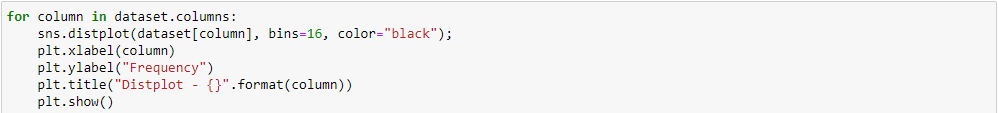 for column in dataset.columns:
    sns.distplot(dataset[column], bins=16, color="black");
    plt.xlabel(column)
    plt.ylabel("Frequency")
    plt.title("Distplot - {}".format(column))
    plt.show()